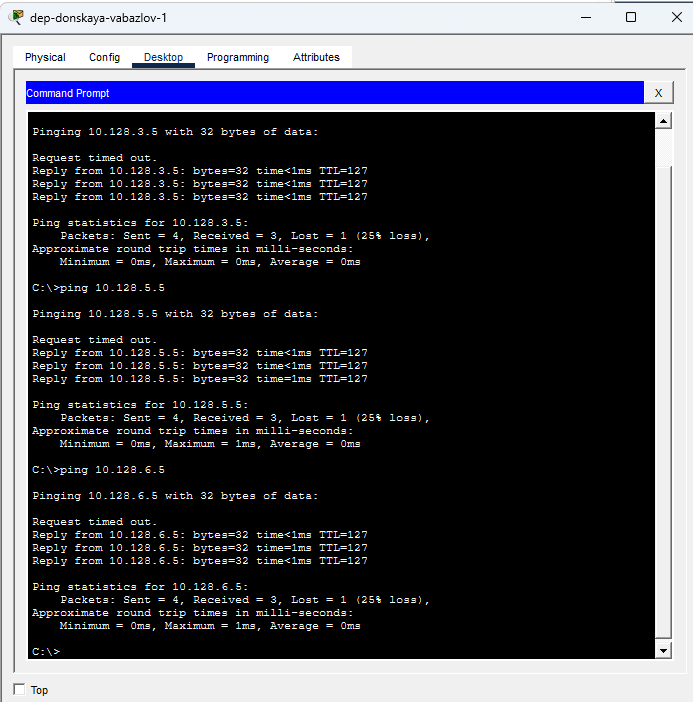 dep-donskaya-vabazlov-1
Physical Config Desktop Programming Attributes
Command Prompt X
Pinging 10.128.3.5 with 32 bytes of data:
Request timed out.
Reply from 10.128.3.5: bytes=32 time<1ms TTL=127
Reply from 10.128.3.5: bytes=32 time<1ms TTL=127
Reply from 10.128.3.5: bytes=32 time<1ms TTL=127
Ping statistics for 10.128.3.5:
Packets: Sent = 4, Received = 3, Lost = 1 (25% loss),
Approximate round trip times in milli-seconds:
Minimum = 0ms, Maximum = 0ms, Average = 0ms
C:\>ping 10.128.5.5
Pinging 10.128.5.5 with 32 bytes of data:
Request timed out.
Reply from 10.128.5.5: bytes=32 time<1ms TTL=127
Reply from 10.128.5.5: bytes=32 time<1ms TTL=127
Reply from 10.128.5.5: bytes=32 time=1ms TTL=127
Ping statistics for 10.128.5.5:
Packets: Sent = 4, Received = 3, Lost = 1 (25% loss),
Approximate round trip times in milli-seconds:
Minimum = 0ms, Maximum = 1ms, Average = 0ms
C:\>ping 10.128.6.5
Pinging 10.128.6.5 with 32 bytes of data:
Request timed out.
Reply from 10.128.6.5: bytes=32 time<1ms TTL=127
Reply from 10.128.6.5: bytes=32 time=1ms TTL=127
Reply from 10.128.6.5: bytes=32 time<1ms TTL=127
Ping statistics for 10.128.6.5:
Packets: Sent = 4, Received = 3, Lost = 1 (25% loss),
Approximate round trip times in milli-seconds:
Minimum = 0ms, Maximum = 1ms, Average = 0ms
C:\>
Top